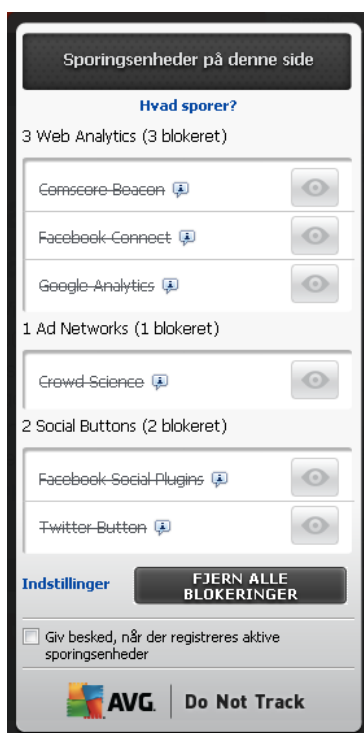 Sporingsenheder på denne side
Hvad sporer?
3 Web Analytics (3 blokeret)
Comscore Beacon
Facebook Connect
Google Analytics
1 Ad Networks (1 blokeret)
Crowd Science
2 Social Buttons (2 blokeret)
Facebook Social Plugins
Twitter Button
Indstillinger
FJERN ALLE
BLOKERINGER
Giv besked, når der registreres aktive
sporingsenheder
AVG. Do Not Track